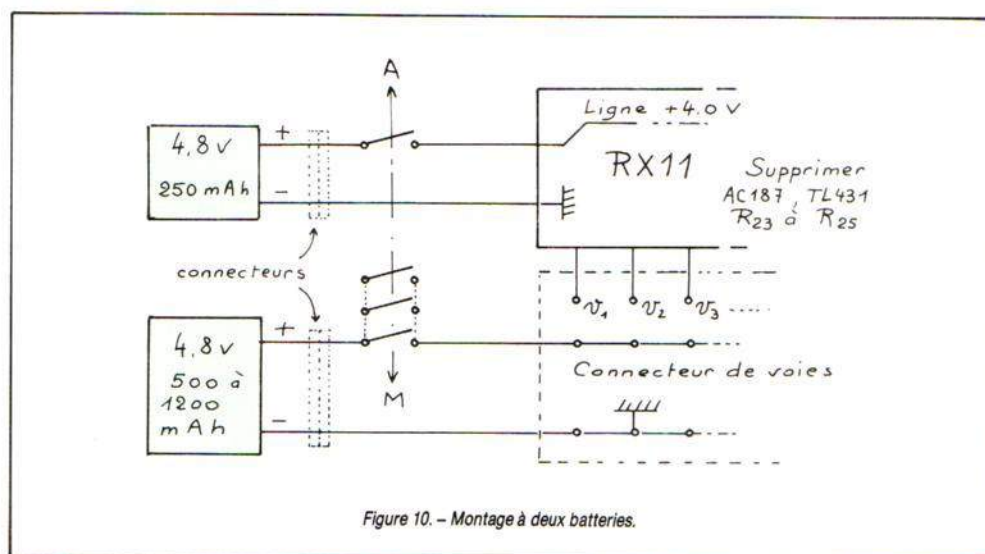 A
4,8 v
250 mAh
+
-
Ligne +4.0 V
RX11
Supprimer
AC187, TL431
R23 à R25
connecteurs
4,8 v
500 à
1200
mAh
+
-
M
v1 v2 v3
Connecteur de voies
Figure 10. – Montage à deux batteries.